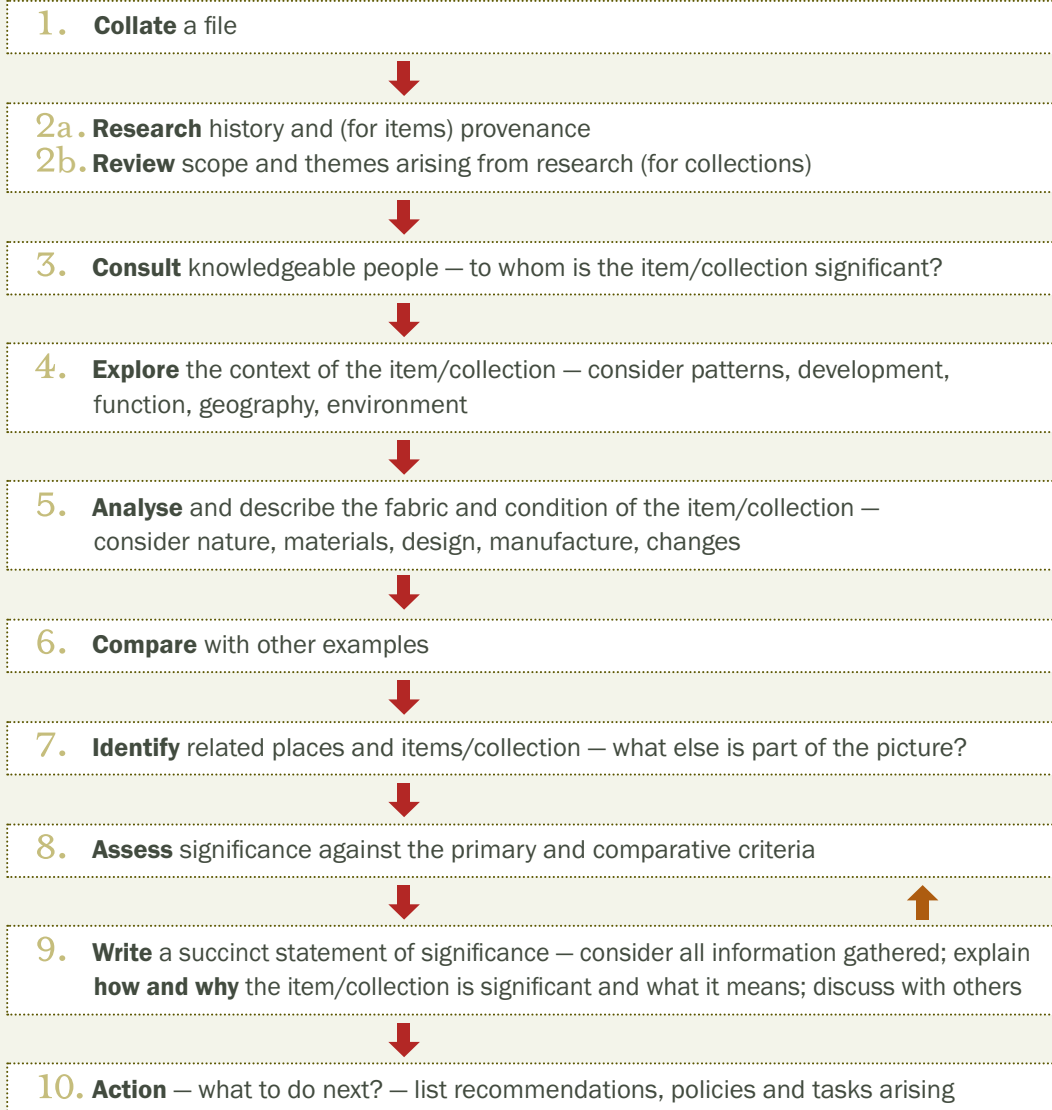 1. Collate a file
2a. Research history and (for items) provenance
2b. Review scope and themes arising from research (for collections)
3. Consult knowledgeable people — to whom is the item/collection significant?
4. Explore the context of the item/collection — consider patterns, development,
function, geography, environment
5. Analyse and describe the fabric and condition of the item/collection —
consider nature, materials, design, manufacture, changes
6. Compare with other examples
7. Identify related places and items/collection — what else is part of the picture?
8. Assess significance against the primary and comparative criteria
9. Write a succinct statement of significance — consider all information gathered; explain
how and why the item/collection is significant and what it means; discuss with others
10. Action — what to do next? — list recommendations, policies and tasks arising